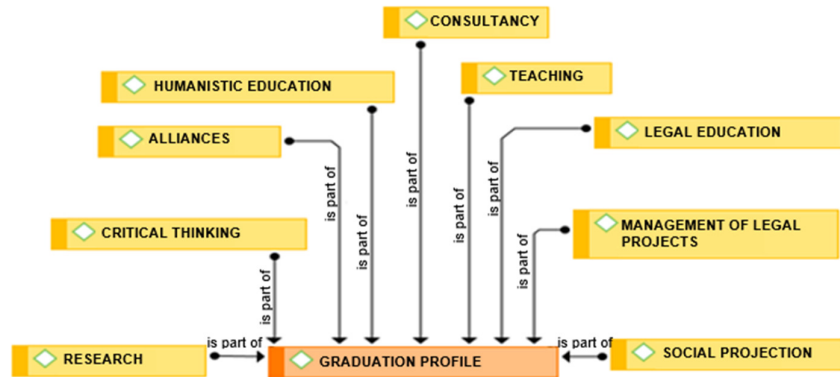 CONSULTANCY
TEACHING
HUMANISTIC EDUCATION
LEGAL EDUCATION
ALLIANCES
is part of
is part of
is part of
is part of
is part of
MANAGEMENT OF LEGAL
PROJECTS
CRITICAL THINKING
is part of
is part of
is part of
is part of
RESEARCH
GRADUATION PROFILE
SOCIAL PROJECTION